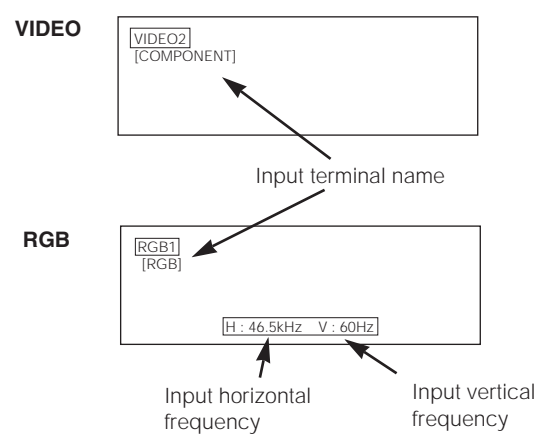 VIDEO
VIDEO2
[COMPONENT]
Input terminal name
RGB
RGB1
[RGB]
H : 46.5kHz V : 60Hz
Input horizontal
frequency
Input vertical
frequency